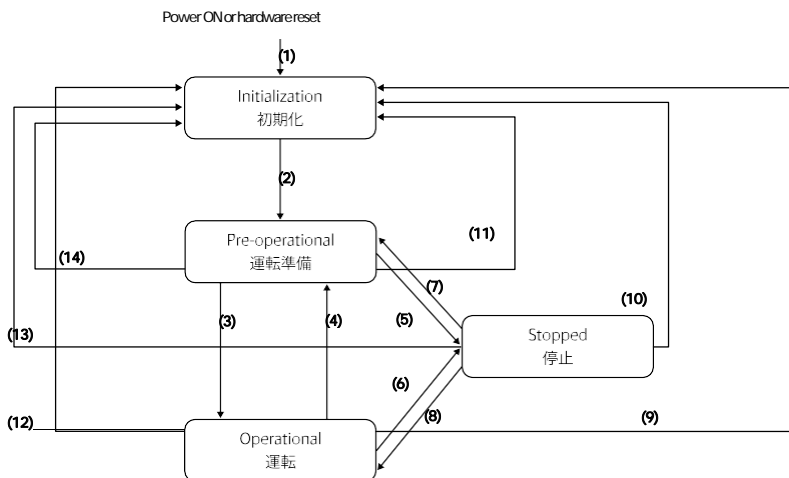 Power ON or hardware reset
(1)
Initialization
初期化
(2)
Pre-operational
運転準備
(11)
(14)
(7)
(10)
(3)
(4)
(5)
(13)
Stopped
停止
(6)
(12)
(8)
(9)
Operational
運転